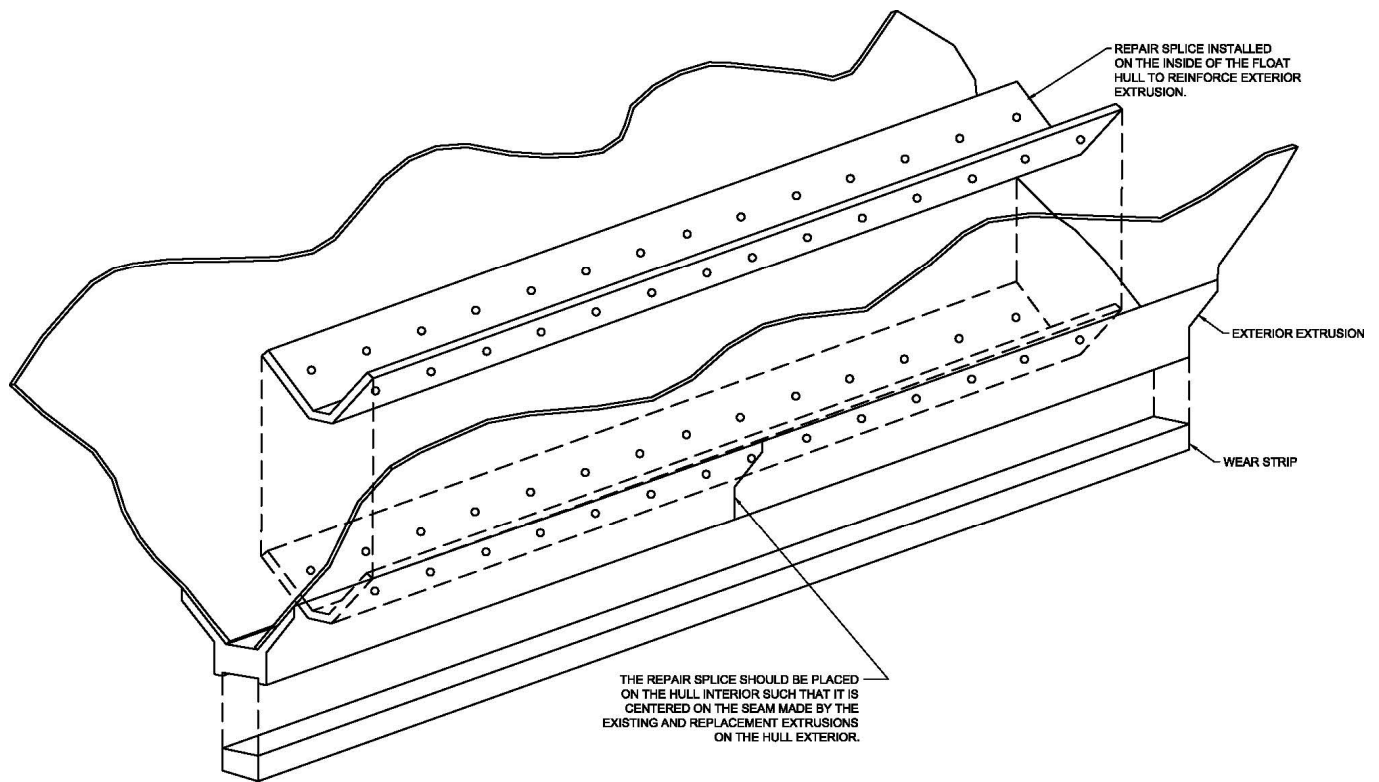 REPAIR SPLICE INSTALLED
ON THE INSIDE OF THE FLOAT
HULL TO REINFORCE EXTERIOR
EXTRUSION.
EXTERIOR EXTRUSION
WEAR STRIP
THE REPAIR SPLICE SHOULD BE PLACED
ON THE HULL INTERIOR SUCH THAT IT IS
CENTERED ON THE SEAM MADE BY THE
EXISTING AND REPLACEMENT EXTRUSIONS
ON THE HULL EXTERIOR.